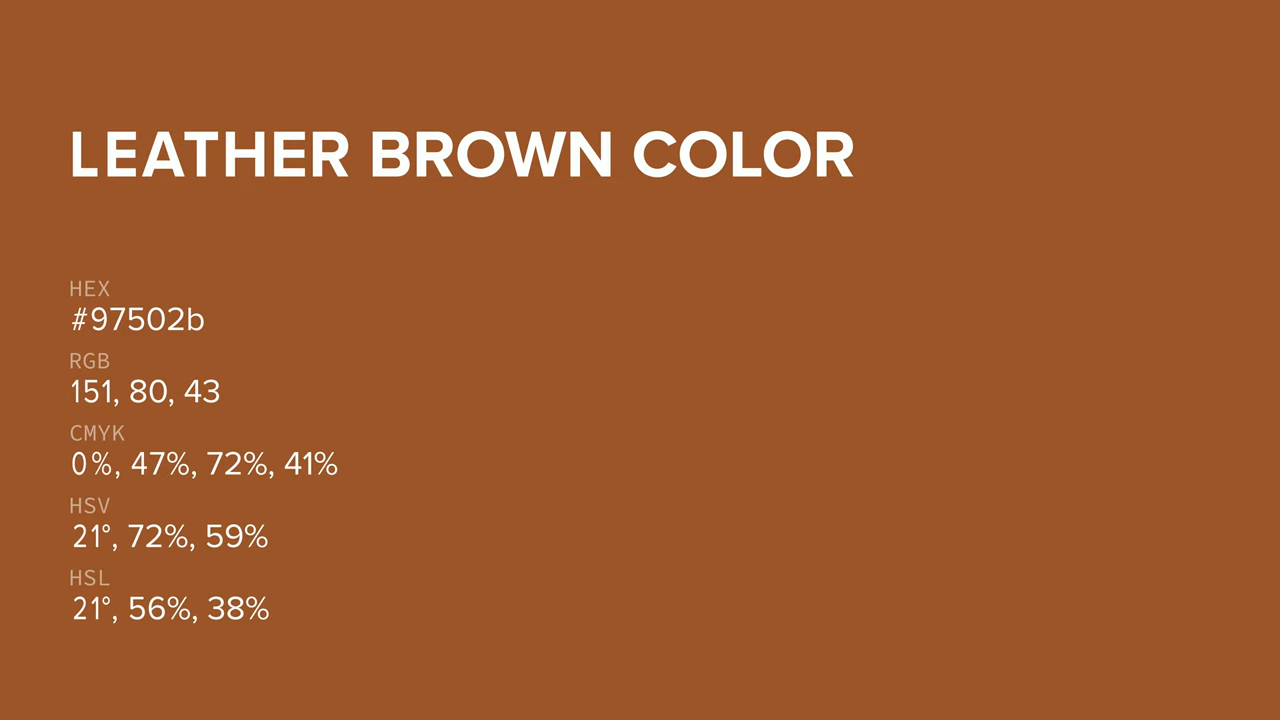 LEATHER BROWN COLOR
HEX
#97502b
RGB
151, 80, 43
CMYK
0%, 47%, 72%, 41%
HSV
21°, 72%, 59%
HSL
21°, 56%, 38%